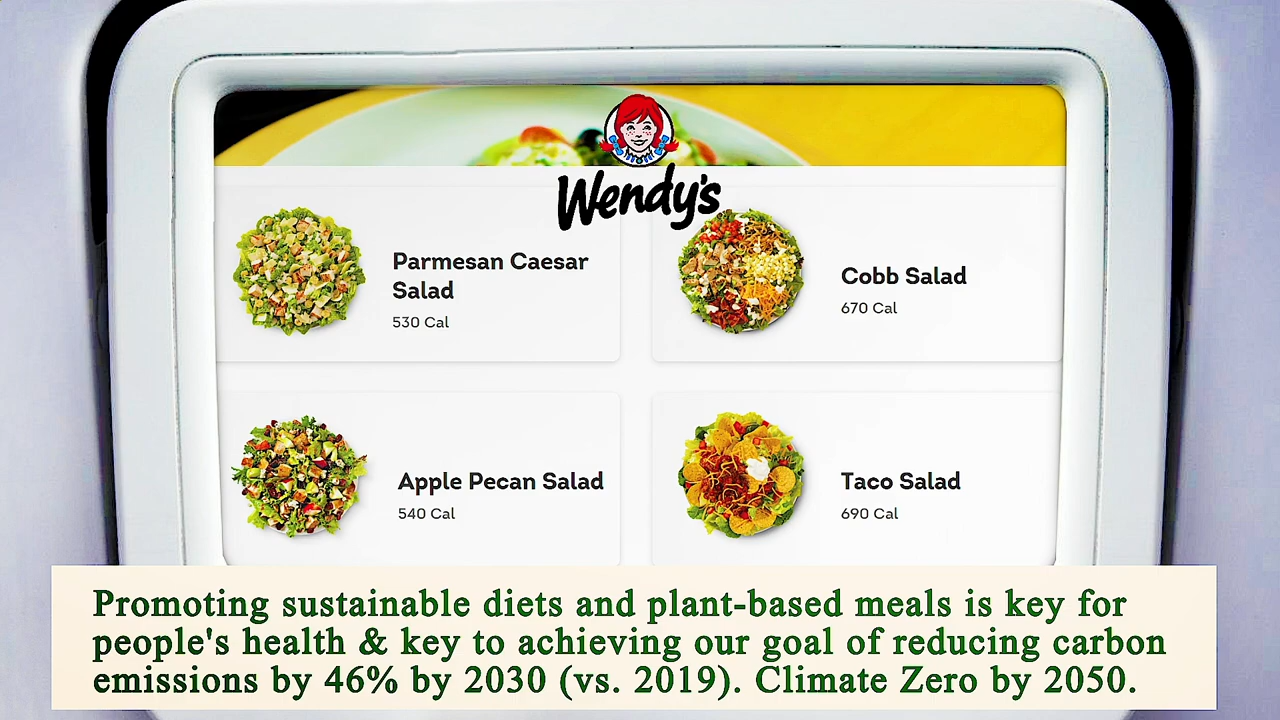 Wendy's
Parmesan Caesar
Salad
530 Cal
Cobb Salad
670 Cal
Apple Pecan Salad
540 Cal
Taco Salad
690 Cal
Promoting sustainable diets and plant-based meals is key for
people's health & key to achieving our goal of reducing carbon
emissions by 46% by 2030 (vs. 2019). Climate Zero by 2050.